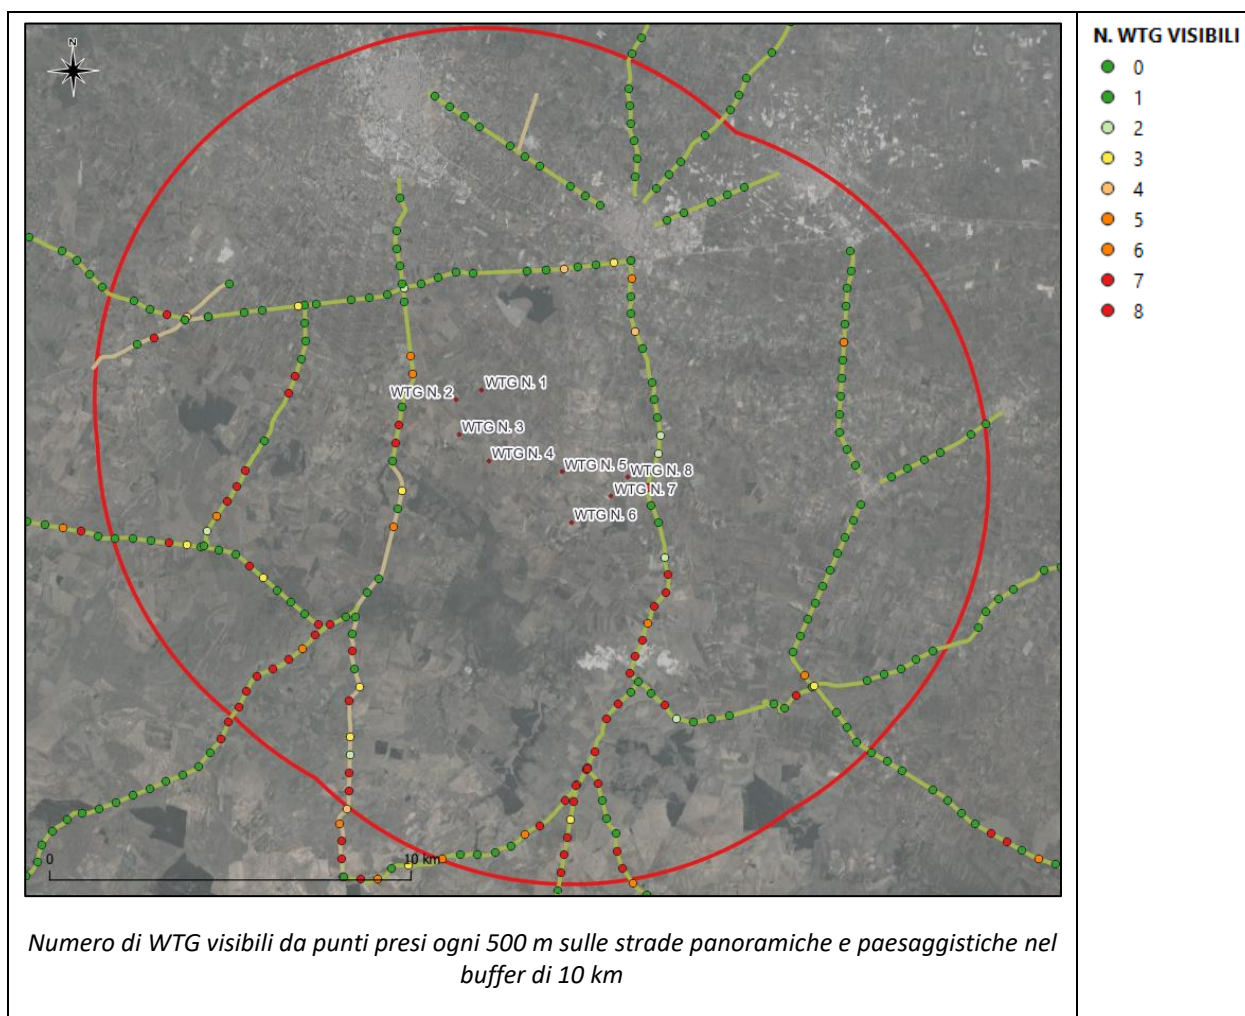 N
WTG N. 1
WTG N. 2
WTG N. 3
WTG N. 4
WTG N. 5
WTG N. 8
WTG N. 7
WTG N. 6
0
10 km
Numero di WTG visibili da punti presi ogni 500 m sulle strade panoramiche e paesaggistiche nel
buffer di 10 km
N. WTG VISIBILI
0
1
2
3
4
5
6
7
8